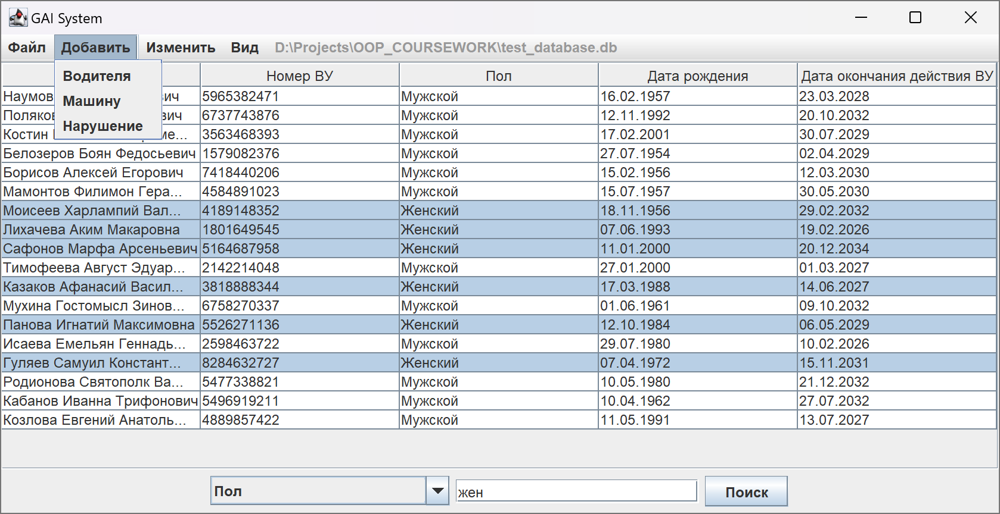 GAI System
Файл Добавить Изменить Вид D:\Projects\OOP_COURSEWORK\test_database.db
Водителя
Машину
Нарушение
Номер ВУ Пол Дата рождения Дата окончания действия ВУ
Наумов вич 5965382471 Мужской 16.02.1957 23.03.2028
Поляков вич 6737743876 Мужской 12.11.1992 20.10.2032
Костин ме... 3563468393 Мужской 17.02.2001 30.07.2029
Белозеров Боян Федосьевич 1579082376 Мужской 27.07.1954 02.04.2029
Борисов Алексей Егорович 7418440206 Мужской 15.02.1956 12.03.2030
Мамонтов Филимон Гера... 4584891023 Мужской 15.07.1957 30.05.2030
Моисеев Харлампий Вал... 4189148352 Женский 18.11.1956 29.02.2032
Лихачева Аким Макаровна 1801649545 Женский 07.06.1993 19.02.2026
Сафонов Марфа Арсеньевич 5164687958 Женский 11.01.2000 20.12.2034
Тимофеева Август Эдуар... 2142214048 Мужской 27.01.2000 01.03.2027
Казаков Афанасий Васил... 3818888344 Женский 17.03.1988 14.06.2027
Мухина Гостомысл Зинов... 6758270337 Мужской 01.06.1961 09.10.2032
Панова Игнатий Максимовна 5526271136 Женский 12.10.1984 06.05.2029
Исаева Емельян Геннадь... 2598463722 Мужской 29.07.1980 10.02.2026
Гуляев Самуил Констант... 8284632727 Женский 07.04.1972 15.11.2031
Родионова Святополк Ва... 5477338821 Мужской 10.05.1980 21.12.2032
Кабанов Иванна Трифонович 5496919211 Мужской 10.04.1962 27.07.2032
Козлова Евгений Анатоль... 4889857422 Мужской 11.05.1991 13.07.2027
Пол жен Поиск